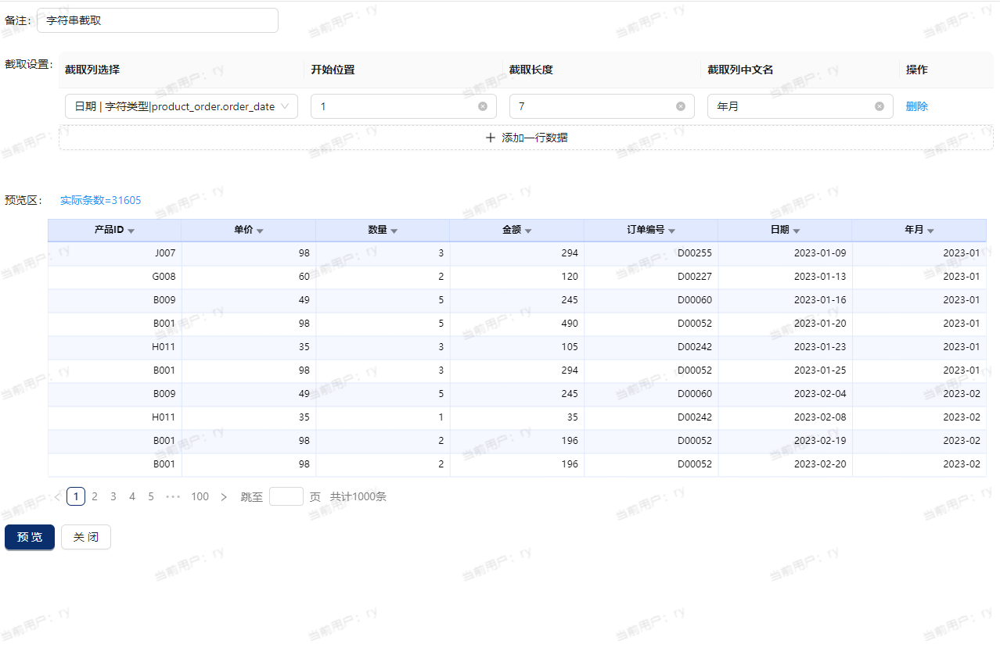 备注： 字符串截取
截取设置： 截取列选择 开始位置 截取长度 截取列中文名 操作
日期 | 字符类型|product_order.order_date 1 7 年月 删除
+ 添加一行数据
预览区： 实际条数=31605
产品ID 单价 数量 金额 订单编号 日期 年月
J007 98 3 294 D00255 2023-01-09 2023-01
G008 60 2 120 D00227 2023-01-13 2023-01
B009 49 5 245 D00060 2023-01-16 2023-01
B001 98 5 490 D00052 2023-01-20 2023-01
H011 35 3 105 D00242 2023-01-23 2023-01
B001 98 3 294 D00052 2023-01-25 2023-01
B009 49 5 245 D00060 2023-02-04 2023-02
H011 35 1 35 D00242 2023-02-08 2023-02
B001 98 2 196 D00052 2023-02-19 2023-02
B001 98 2 196 D00052 2023-02-20 2023-02
< 1 2 3 4 5 ••• 100 > 跳至 页 共计1000条
预览 关闭
当前用户：ry